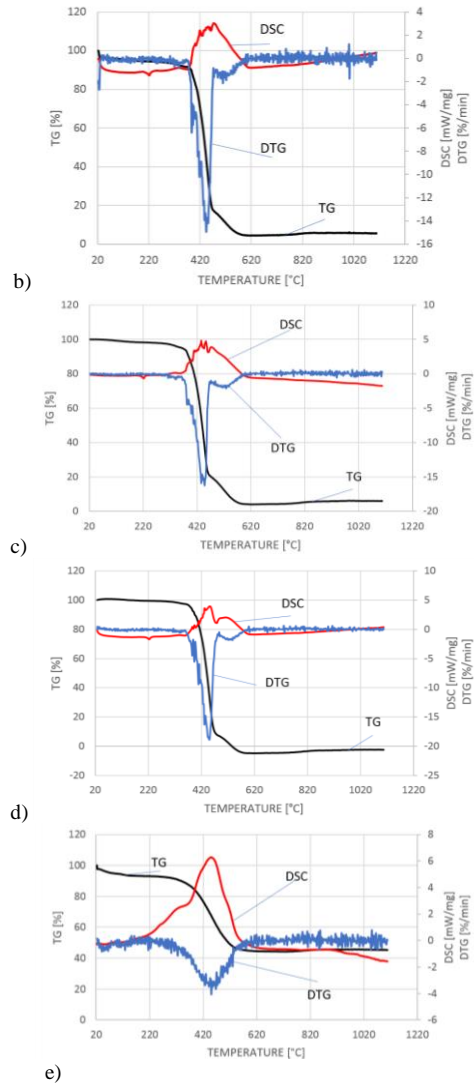 120
100
80
60
40
20
0
TG [%]
DSC
DTG
TG
4
2
0
-2
-4
-6
-8
-10
-12
-14
-16
DSC [mW/mg]
DTG [%/min]
20 220 420 620 820 1020 1220
TEMPERATURE [°C]
b)
120
100
80
60
40
20
0
TG [%]
DSC
DTG
TG
10
5
0
-5
-10
-15
-20
DSC [mW/mg]
DTG [%/min]
20 220 420 620 820 1020 1220
TEMPERATURE [°C]
c)
120
100
80
60
40
20
0
-20
TG [%]
DSC
DTG
TG
10
5
0
-5
-10
-15
-20
-25
DSC [mW/mg]
DTG [%/min]
20 220 420 620 820 1020 1220
TEMPERATURE [°C]
d)
120
100
80
60
40
20
0
TG [%]
TG
DSC
DTG
8
6
4
2
0
-2
-4
-6
DSC [mW/mg]
DTG [%/min]
20 220 420 620 820 1020 1220
TEMPERATURE [°C]
e)